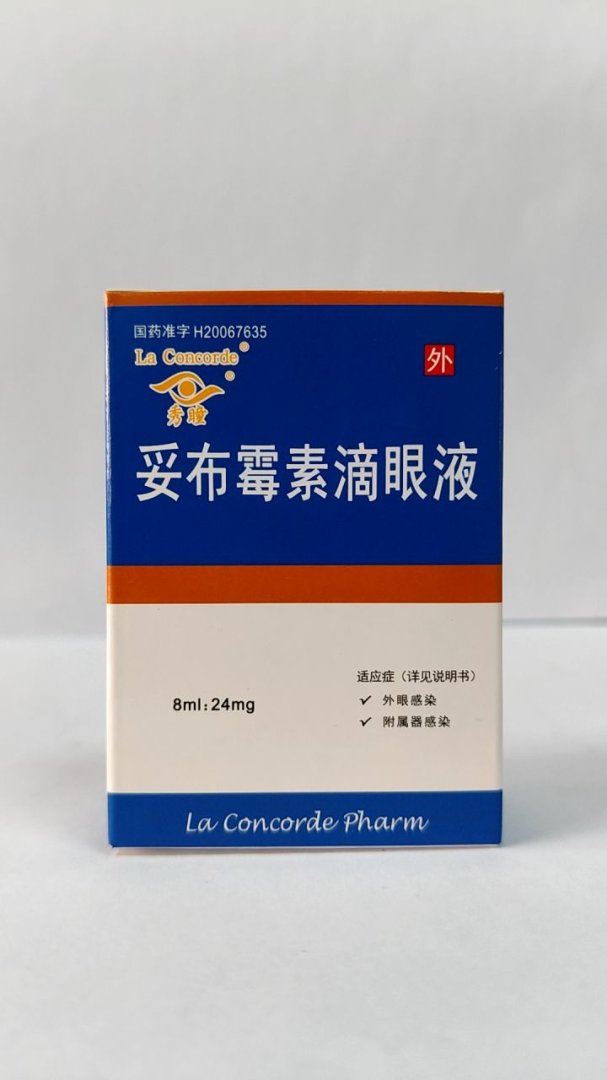 国药准字 H20067635
La Concorde®
外
®
秀瞳
妥布霉素滴眼液
适应症（详见说明书）
8ml:24mg
✓ 外眼感染
✓ 附属器感染
La Concorde Pharm